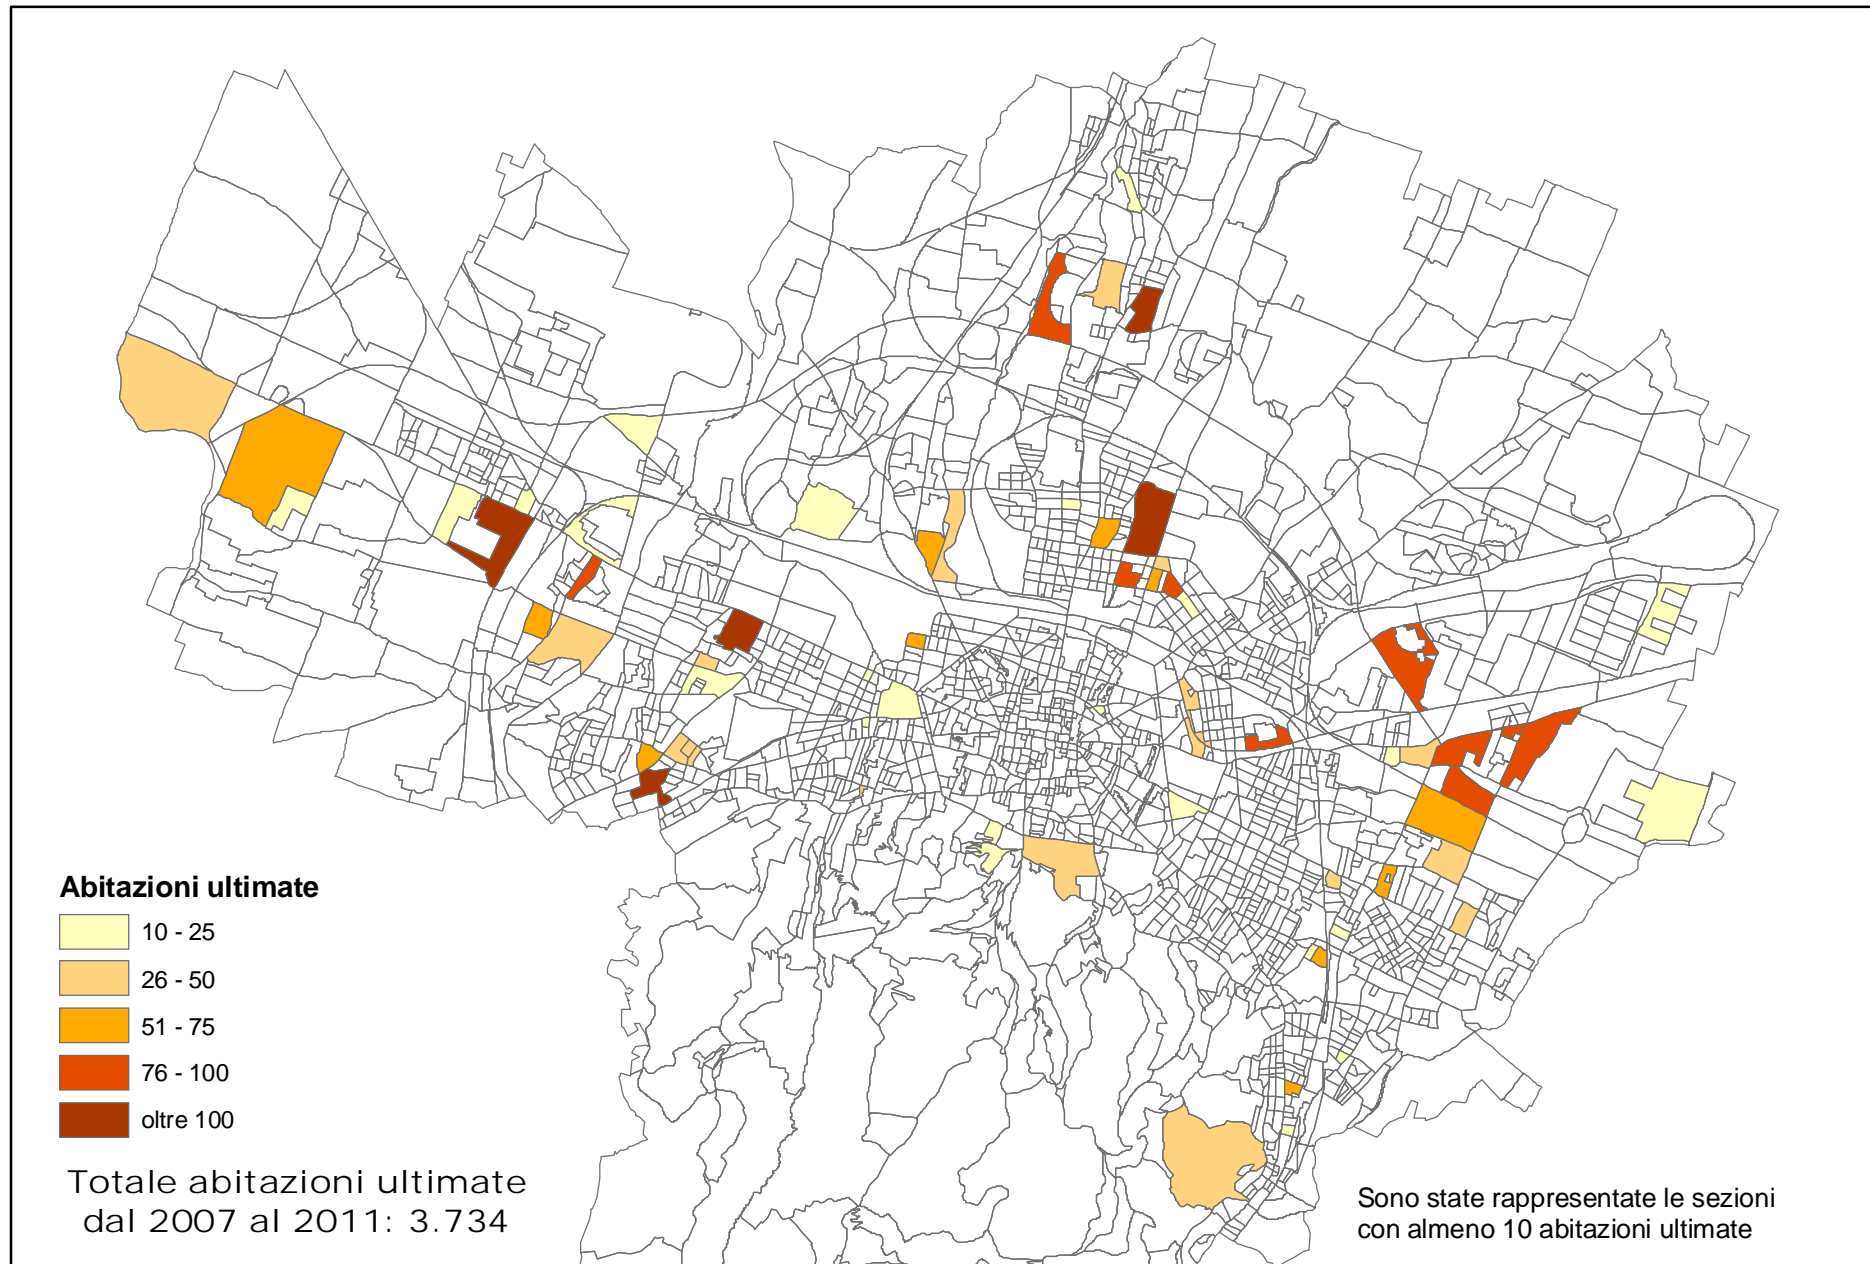 Abitazioni ultimate
10 - 25
26 - 50
51 - 75
76 - 100
oltre 100
Totale abitazioni ultimate
dal 2007 al 2011: 3.734
Sono state rappresentate le sezioni
con almeno 10 abitazioni ultimate